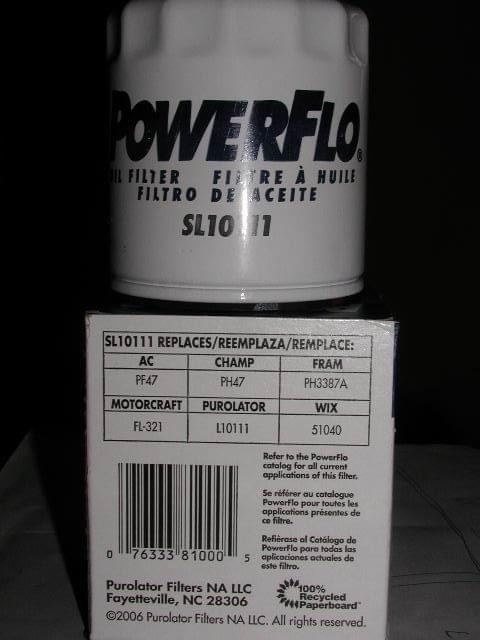 POWERFLO®
OIL FILTER FILTRE À HUILE
FILTRO DE ACEITE
SL10111
SL10111 REPLACES/REEMPLAZA/REMPLACE:
AC CHAMP FRAM
PF47 PH47 PH3387A
MOTORCRAFT PUROLATOR WIX
FL-321 L10111 51040
Refer to the PowerFlo
catalog for all current
applications of this filter.
Se référer au catalogue
PowerFlo pour toutes les
applications présentes de
ce filtre.
Refiérase al Catálogo de
PowerFlo para todas las
aplicaciones actuales de
este filtro.
0 76333 81000 5
Purolator Filters NA LLC
Fayetteville, NC 28306
100%
Recycled
Paperboard™
©2006 Purolator Filters NA LLC. All rights reserved.